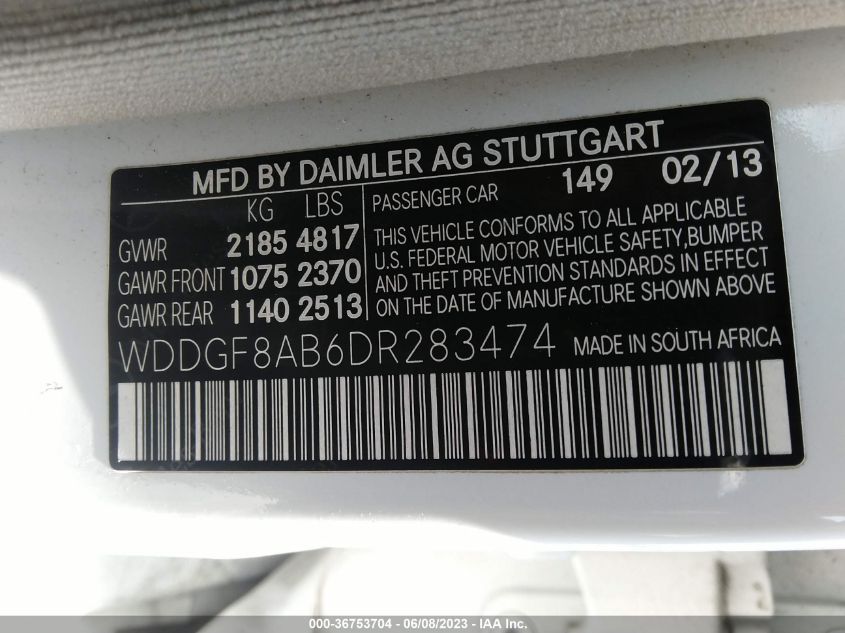 MFD BY DAIMLER AG STUTTGART
KG LBS
GVWR 2185 4817
GAWR FRONT 1075 2370
GAWR REAR 1140 2513
PASSENGER CAR 149 02/13
THIS VEHICLE CONFORMS TO ALL APPLICABLE
U.S. FEDERAL MOTOR VEHICLE SAFETY,BUMPER
AND THEFT PREVENTION STANDARDS IN EFFECT
ON THE DATE OF MANUFACTURE SHOWN ABOVE
WDDGF8AB6DR283474 MADE IN SOUTH AFRICA
000-36753704 - 06/08/2023 - IAA Inc.